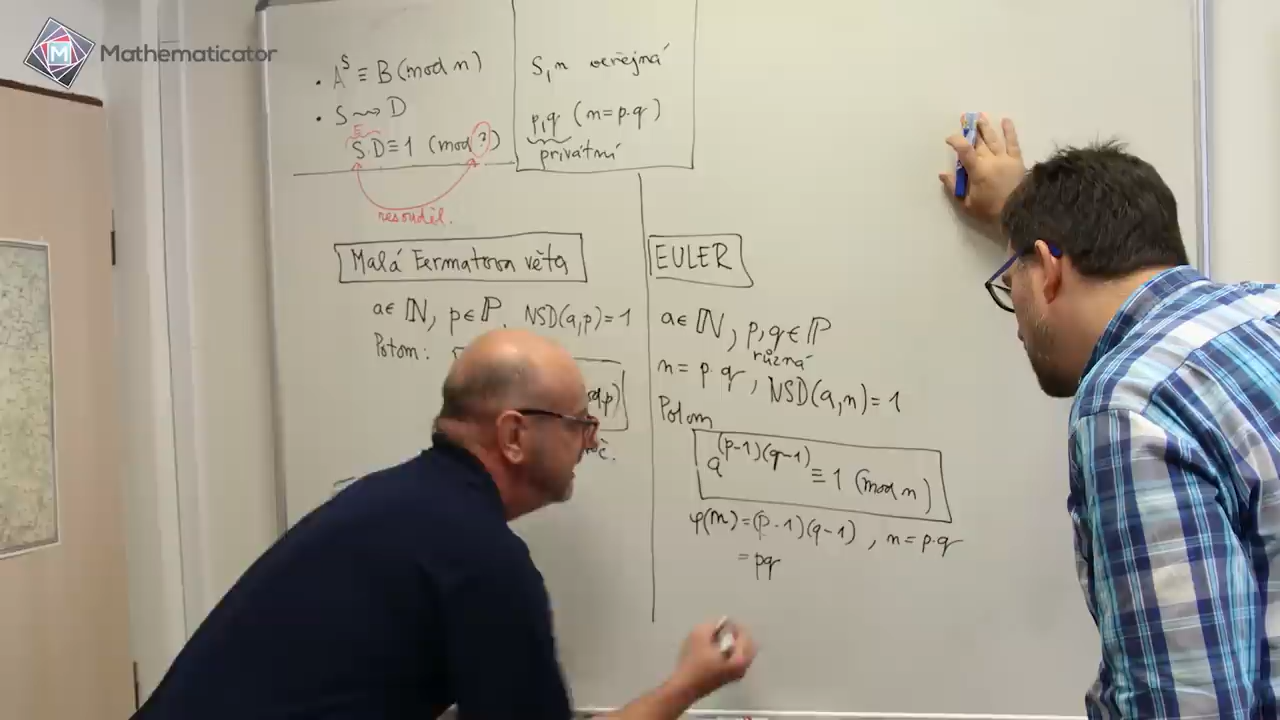 Mathematicator
• A^S ≡ B (mod n)
• S ⇝ D
E
S·D ≡ 1 (mod ?)
nesouděl.
S, n veřejná
p, q (n = p·q)
privátní
Malá Fermatova věta
a ∈ ℕ, p ∈ ℙ, NSD(a,p) = 1
Potom:
EULER
a ∈ ℕ, p, q ∈ ℙ
různá
n = p·q, NSD(a,n) = 1
Potom
a^(p-1)(q-1) ≡ 1 (mod n)
φ(n) = (p-1)(q-1), n = p·q
= pq